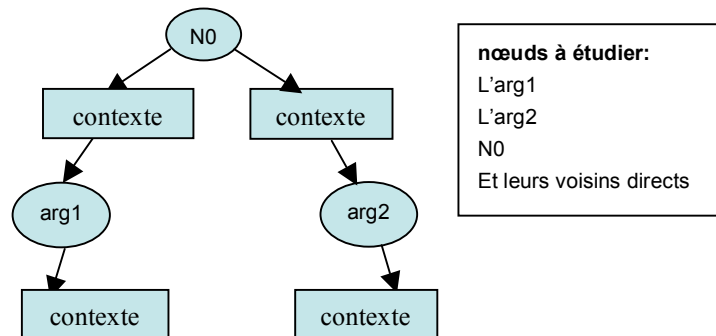 N0
contexte
contexte
arg1
arg2
contexte
contexte
nœuds à étudier:
L'arg1
L'arg2
N0
Et leurs voisins directs